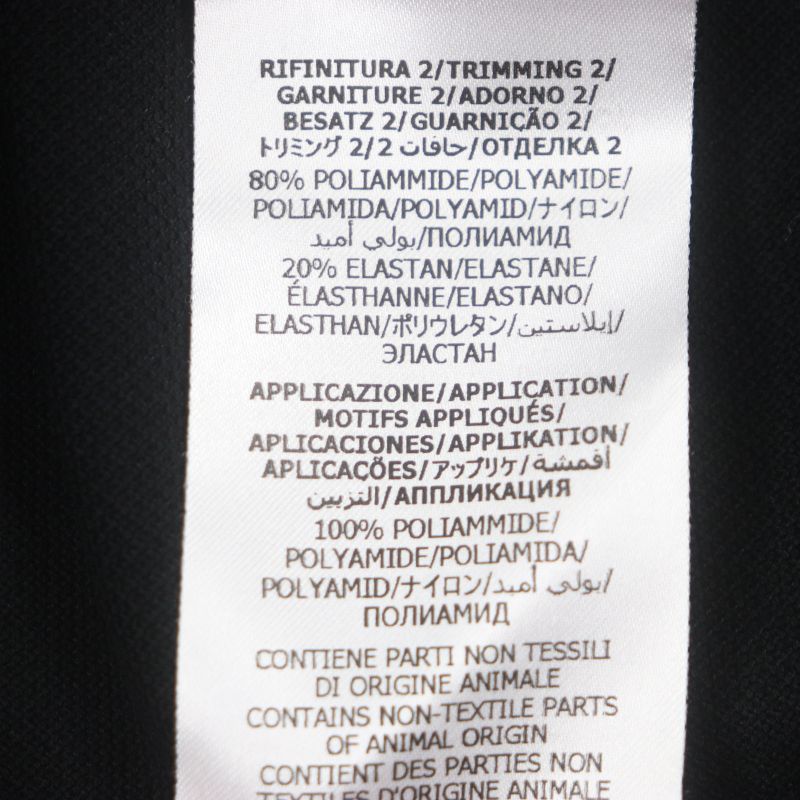 RIFINITURA 2/TRIMMING 2/
GARNITURE 2/ADORNO 2/
BESATZ 2/GUARNIÇÃO 2/
トリミング 2/2 حافات/ОТДЕЛКА 2
80% POLIAMMIDE/POLYAMIDE/
POLIAMIDA/POLYAMID/ナイロン/
بولي أميد/ПОЛИАМИД
20% ELASTAN/ELASTANE/
ÉLASTHANNE/ELASTANO/
ELASTHAN/ポリウレタン/إيلاستين/
ЭЛАСТАН
APPLICAZIONE/APPLICATION/
MOTIFS APPLIQUÉS/
APLICACIONES/APPLIKATION/
APLICAÇÕES/アップリケ/أقمشة
التزيين/АППЛИКАЦИЯ
100% POLIAMMIDE/
POLYAMIDE/POLIAMIDA/
POLYAMID/ナイロン/بولي أميد/
ПОЛИАМИД
CONTIENE PARTI NON TESSILI
DI ORIGINE ANIMALE
CONTAINS NON-TEXTILE PARTS
OF ANIMAL ORIGIN
CONTIENT DES PARTIES NON
TEXTILES D'ORIGINE ANIMALE